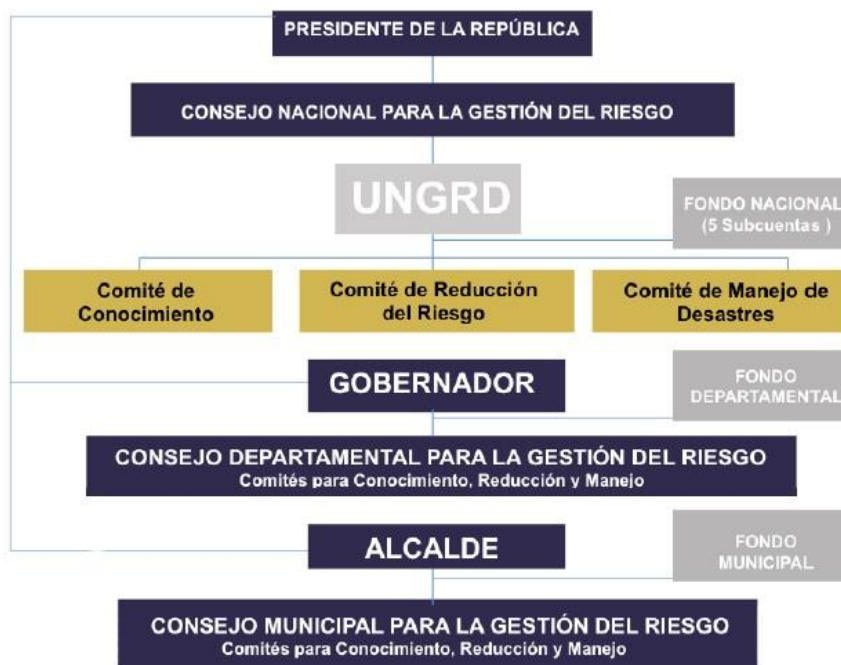 PRESIDENTE DE LA REPÚBLICA
CONSEJO NACIONAL PARA LA GESTIÓN DEL RIESGO
UNGRD
FONDO NACIONAL
(5 Subcuentas )
Comité de
Conocimiento
Comité de Reducción
del Riesgo
Comité de Manejo de
Desastres
GOBERNADOR
FONDO
DEPARTAMENTAL
CONSEJO DEPARTAMENTAL PARA LA GESTIÓN DEL RIESGO
Comités para Conocimiento, Reducción y Manejo
ALCALDE
FONDO
MUNICIPAL
CONSEJO MUNICIPAL PARA LA GESTIÓN DEL RIESGO
Comités para Conocimiento, Reducción y Manejo